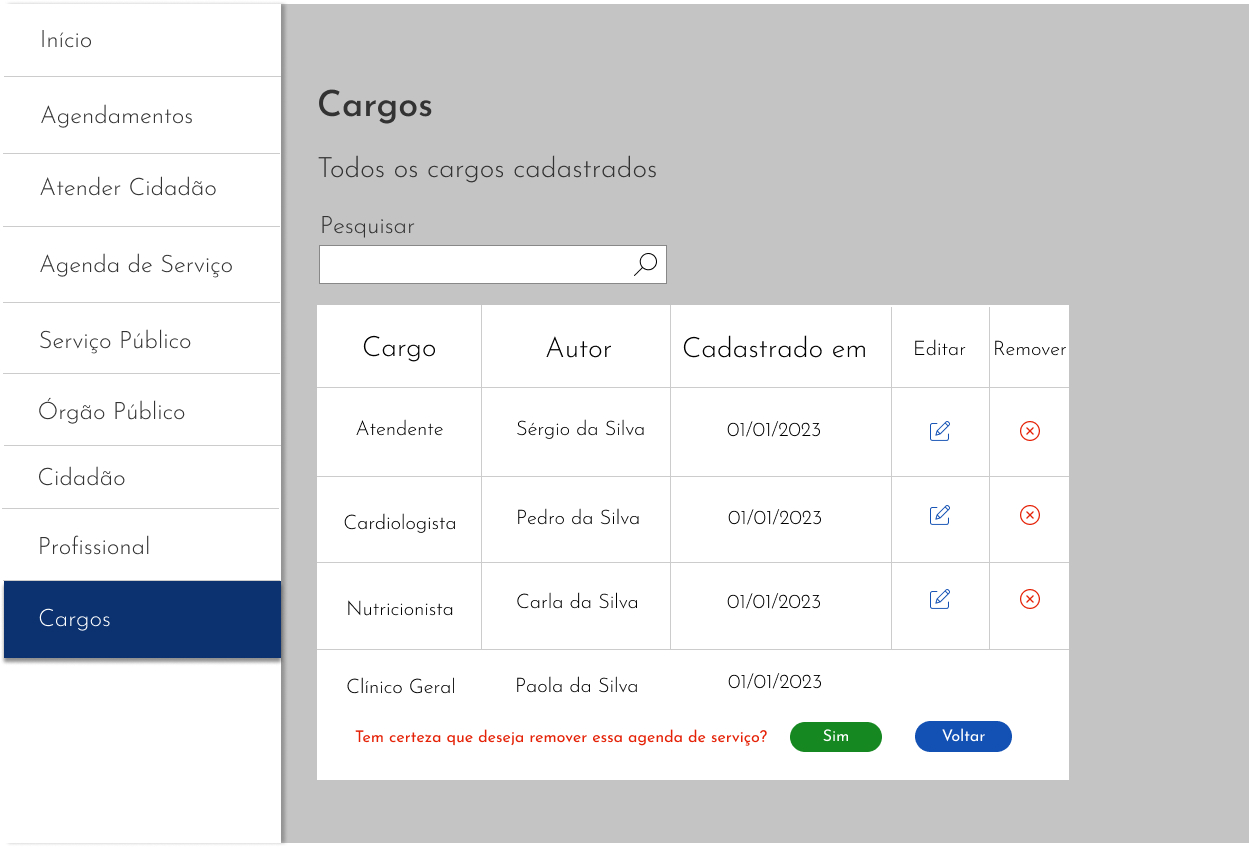 Início
Agendamentos
Atender Cidadão
Agenda de Serviço
Serviço Público
Órgão Público
Cidadão
Profissional
Cargos
Cargos
Todos os cargos cadastrados
Pesquisar
Cargo Autor Cadastrado em Editar Remover
Atendente Sérgio da Silva 01/01/2023
Cardiologista Pedro da Silva 01/01/2023
Nutricionista Carla da Silva 01/01/2023
Clínico Geral Paola da Silva 01/01/2023
Tem certeza que deseja remover essa agenda de serviço? Sim Voltar